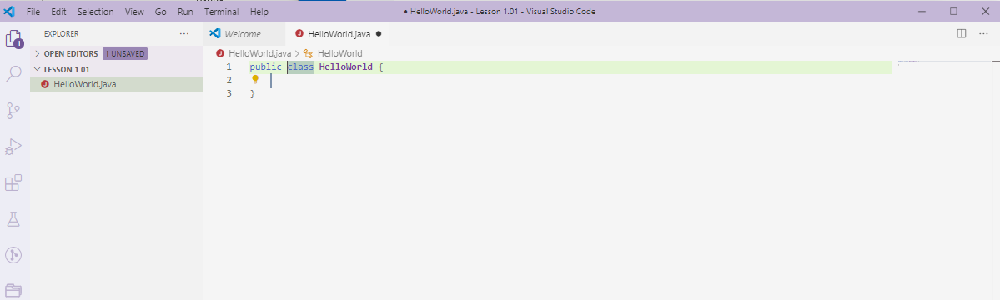 File Edit Selection View Go Run Terminal Help ● HelloWorld.java - Lesson 1.01 - Visual Studio Code
EXPLORER ··· Welcome HelloWorld.java ● ···
OPEN EDITORS 1 UNSAVED
HelloWorld.java > HelloWorld
LESSON 1.01
HelloWorld.java
1 public class HelloWorld {
2
3 }
1